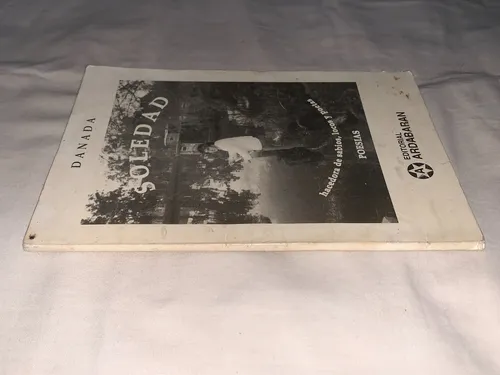 DANADA
SOLEDAD
hacedora de sabios, locos y poetas
POESIAS
EDITORIAL
ARDABARAN